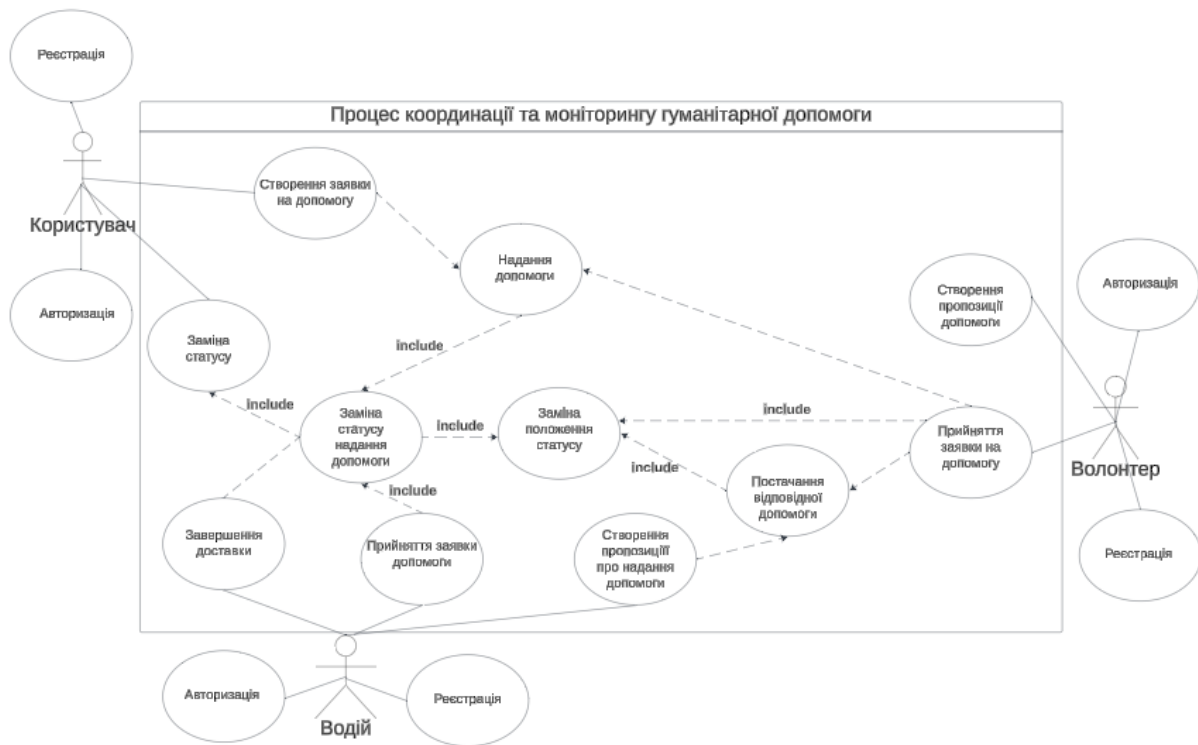 Реєстрація
Процес координації та моніторингу гуманітарної допомоги
Створення заявки
на допомогу
Користувач
Надання
допомоги
Авторизація
Створення
пропозиції
допомоги
Авторизація
Заміна
статусу
include
include
Заміна
статусу
надання
допомоги
include
Заміна
положення
статусу
include
Прийняття
заявки на
допомогу
Волонтер
include
include
Постачання
відповідної
допомоги
Завершення
доставки
Прийняття заявки
допомоги
Створення
пропозиціїї
про надання
допомоги
Реєстрація
Авторизація
Реєстрація
Водій